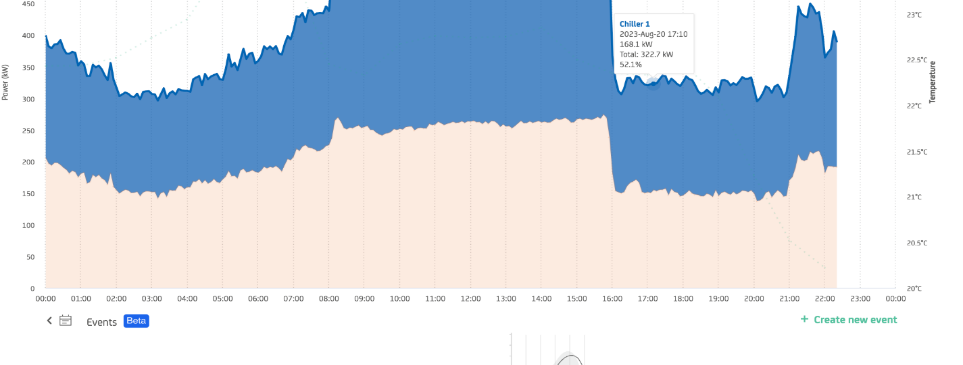 450
400
350
300
250
200
150
100
50
0
Power (kW)
Chiller 1
2023-Aug-20 17:10
168.1 kW
Total: 322.7 kW
52.1%
23°C
22.5°C
22°C
21.5°C
21°C
20.5°C
20°C
Temperature
00:00 01:00 02:00 03:00 04:00 05:00 06:00 07:00 08:00 09:00 10:00 11:00 12:00 13:00 14:00 15:00 16:00 17:00 18:00 19:00 20:00 21:00 22:00 23:00 00:00
Events Beta
+ Create new event